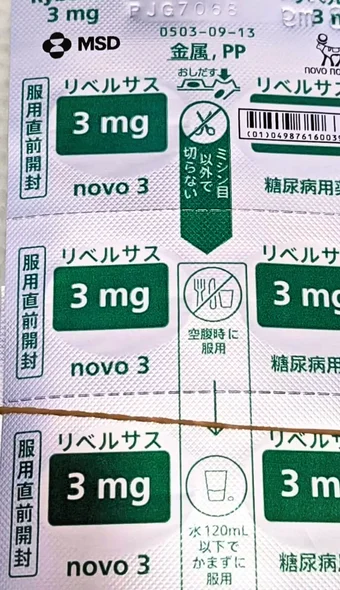 3 mg
PJG7068
3 m
MSD
0503-09-13
金属, PP
おしだす
novo no
服用直前開封
リベルサス
3 mg
novo 3
ミシン目
以外で
切らない
リベル
糖尿病用
服用直前開封
リベルサス
3 mg
novo 3
空腹時に
服用
リベルサ
3 mg
糖尿病用
服用直前開封
リベルサス
3 mg
novo 3
水120mL
以下で
かまずに
服用
リベルサ
3 m
糖尿病用